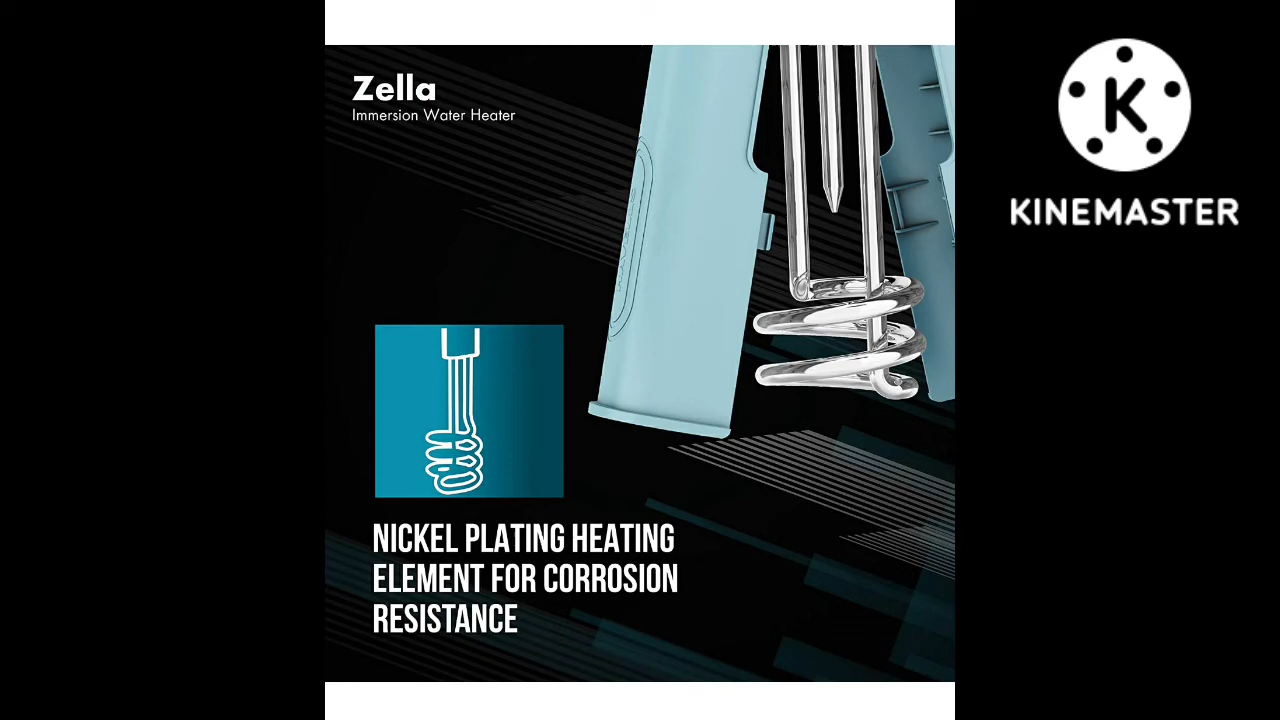 Zella
Immersion Water Heater
NICKEL PLATING HEATING
ELEMENT FOR CORROSION
RESISTANCE
K
KINEMASTER